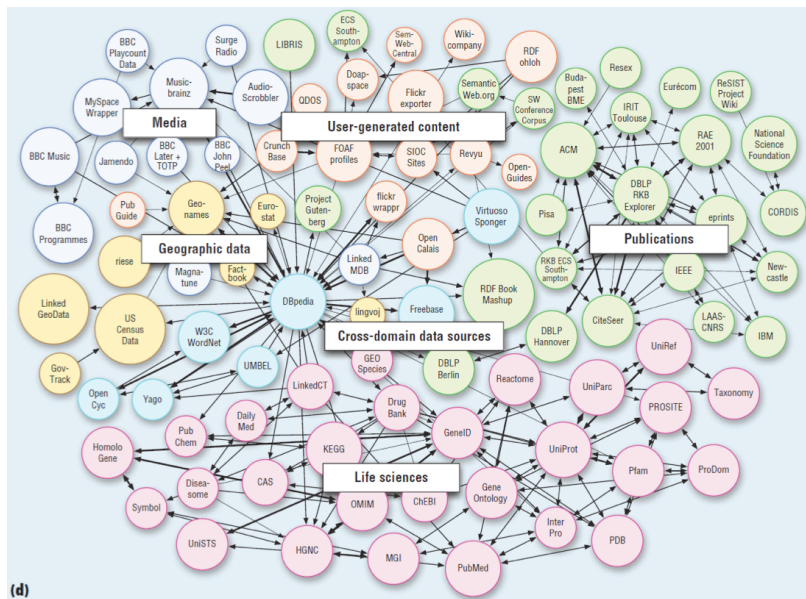 BBC
Playcount
Data
Surge
Radio
LIBRIS
ECS
South-
ampton
Sem-
Web-
Central
Wiki-
company
RDF
ohloh
Music-
brainz
Doap-
space
Flickr
exporter
Semantic
Web.org
Buda-
pest
BME
Resex
Eurécom
ReSIST
Project
Wiki
MySpace
Wrapper
Audio-
Scrobbler
QDOS
SW
Conference
Corpus
IRIT
Toulouse
National
Science
Foundation
Media
User-generated content
RAE
2001
BBC Music
Jamendo
BBC
Later +
TOTP
BBC
John
Peel
Crunch
Base
FOAF
profiles
SIOC
Sites
Revyu
Open-
Guides
ACM
DBLP
RKB
Explorer
Pub
Guide
Geo-
names
Euro-
stat
Project
Guten-
berg
flickr
wrappr
Virtuoso
Sponger
Pisa
eprints
CORDIS
BBC
Programmes
Geographic data
Open
Calais
Publications
riese
Magna-
tune
Fact-
book
Linked
MDB
RKB ECS
South-
ampton
IEEE
New-
castle
Linked
GeoData
US
Census
Data
DBpedia
lingvoj
Freebase
RDF Book
Mashup
CiteSeer
LAAS-
CNRS
IBM
W3C
WordNet
Cross-domain data sources
DBLP
Hannover
Gov-
Track
UMBEL
GEO
Species
DBLP
Berlin
UniRef
Open
Cyc
Yago
LinkedCT
Reactome
UniParc
Taxonomy
Daily
Med
Drug
Bank
PROSITE
Pub
Chem
GeneID
Homolo
Gene
KEGG
UniProt
Life sciences
Pfam
ProDom
Disea-
some
CAS
ChEBI
Gene
Ontology
Symbol
OMIM
Inter
Pro
UniSTS
HGNC
MGI
PubMed
PDB
(d)